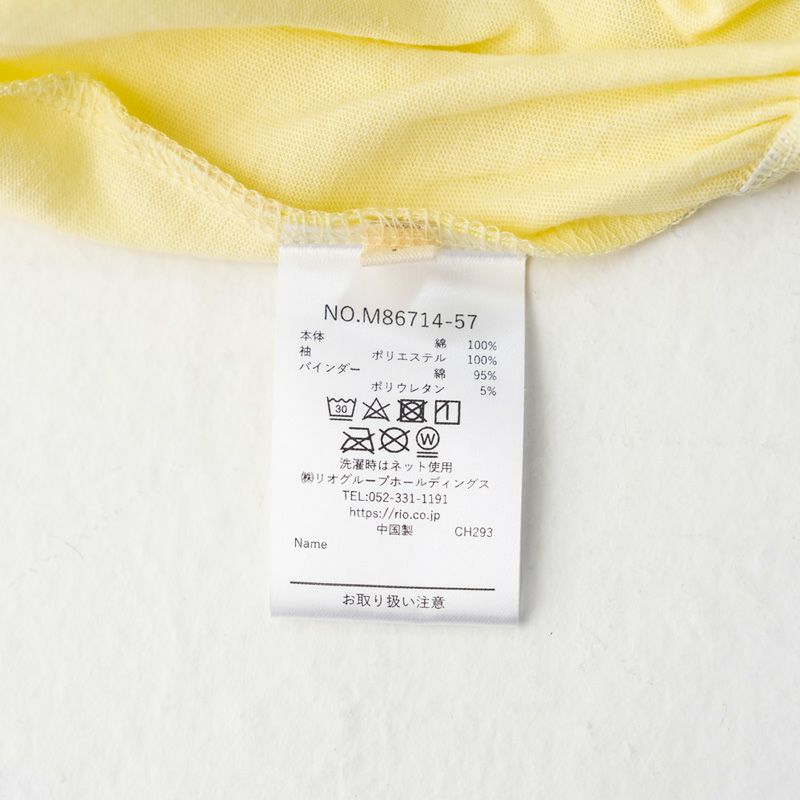 NO.M86714-57
本体 綿 100%
袖 ポリエステル 100%
バインダー 綿 95%
ポリウレタン 5%
30
W
洗濯時はネット使用
㈱リオグループホールディングス
TEL:052-331-1191
https://rio.co.jp
中国製 CH293
Name
お取り扱い注意